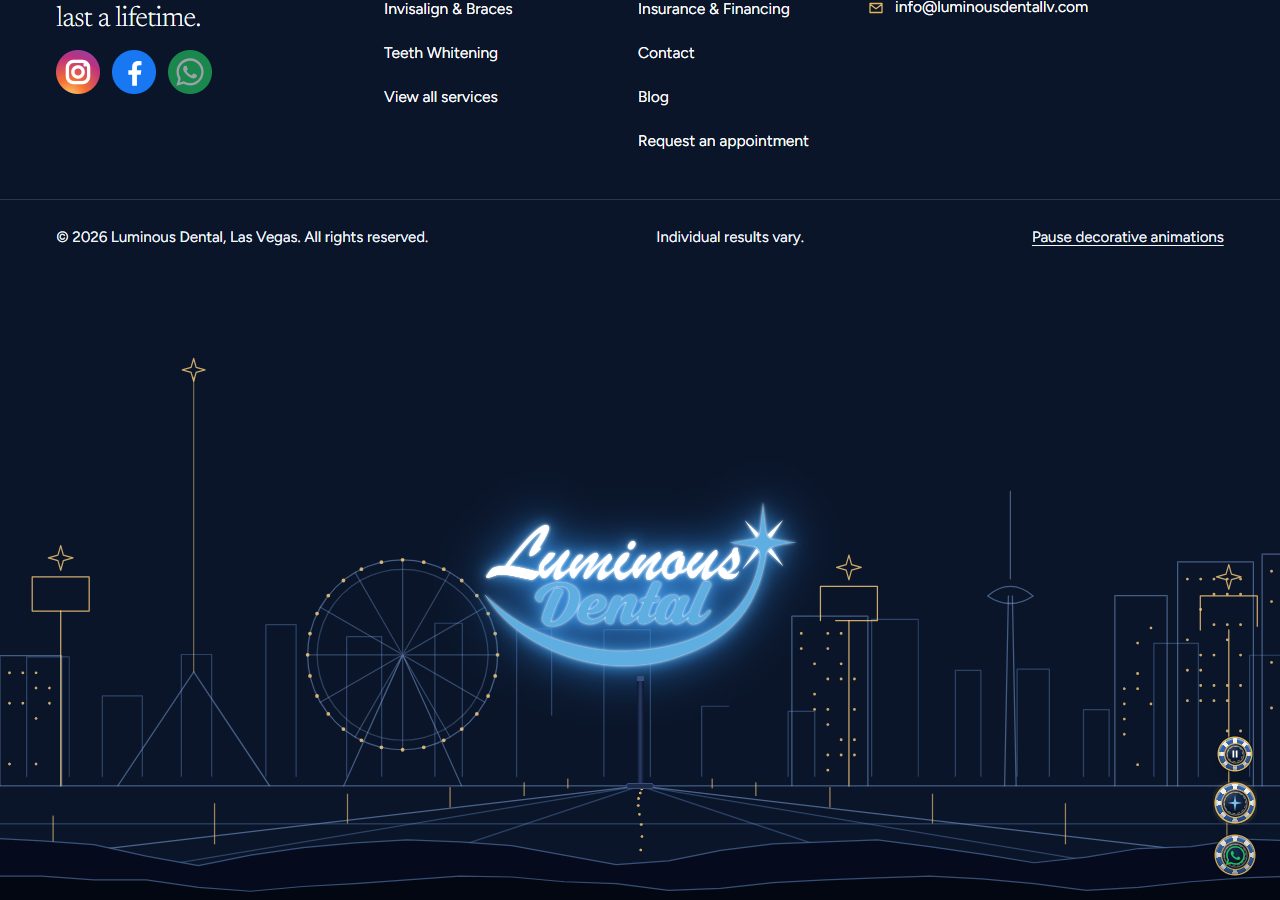 last a lifetime.
Invisalign & Braces
Teeth Whitening
View all services
Insurance & Financing
Contact
Blog
Request an appointment
info@luminousdentallv.com
© 2026 Luminous Dental, Las Vegas. All rights reserved.
Individual results vary.
Pause decorative animations
Luminous
Dental